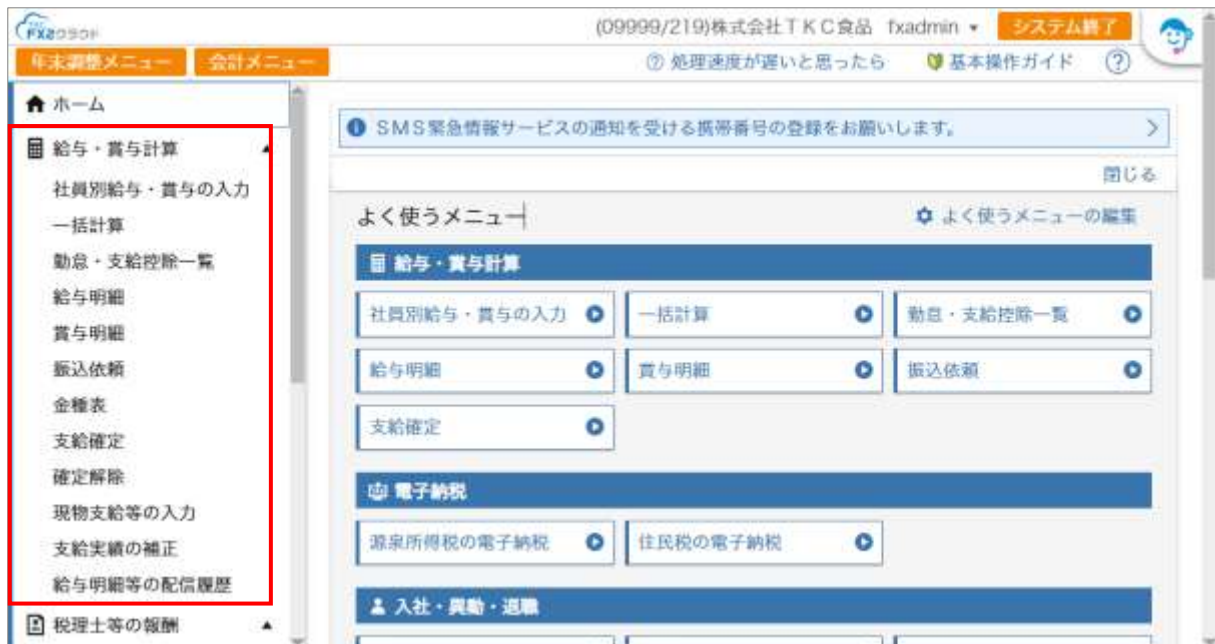 FX2クラウド
(09999/219)株式会社TKC食品 fxadmin
システム終了
年末調整メニュー
会計メニュー
処理速度が遅いと思ったら
基本操作ガイド
ホーム
給与・賞与計算
社員別給与・賞与の入力
一括計算
勤怠・支給控除一覧
給与明細
賞与明細
振込依頼
金種表
支給確定
確定解除
現物支給等の入力
支給実績の補正
給与明細等の配信履歴
税理士等の報酬
SMS緊急情報サービスの通知を受ける携帯番号の登録をお願いします。
閉じる
よく使うメニュー
よく使うメニューの編集
給与・賞与計算
社員別給与・賞与の入力
一括計算
勤怠・支給控除一覧
給与明細
賞与明細
振込依頼
支給確定
電子納税
源泉所得税の電子納税
住民税の電子納税
入社・異動・退職